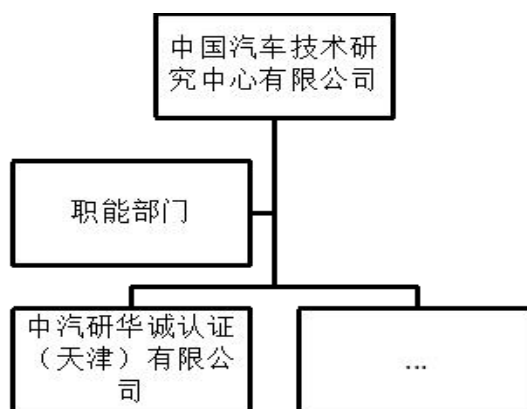 中国汽车技术研
究中心有限公司
职能部门
中汽研华诚认证
（天津）有限公
司
...